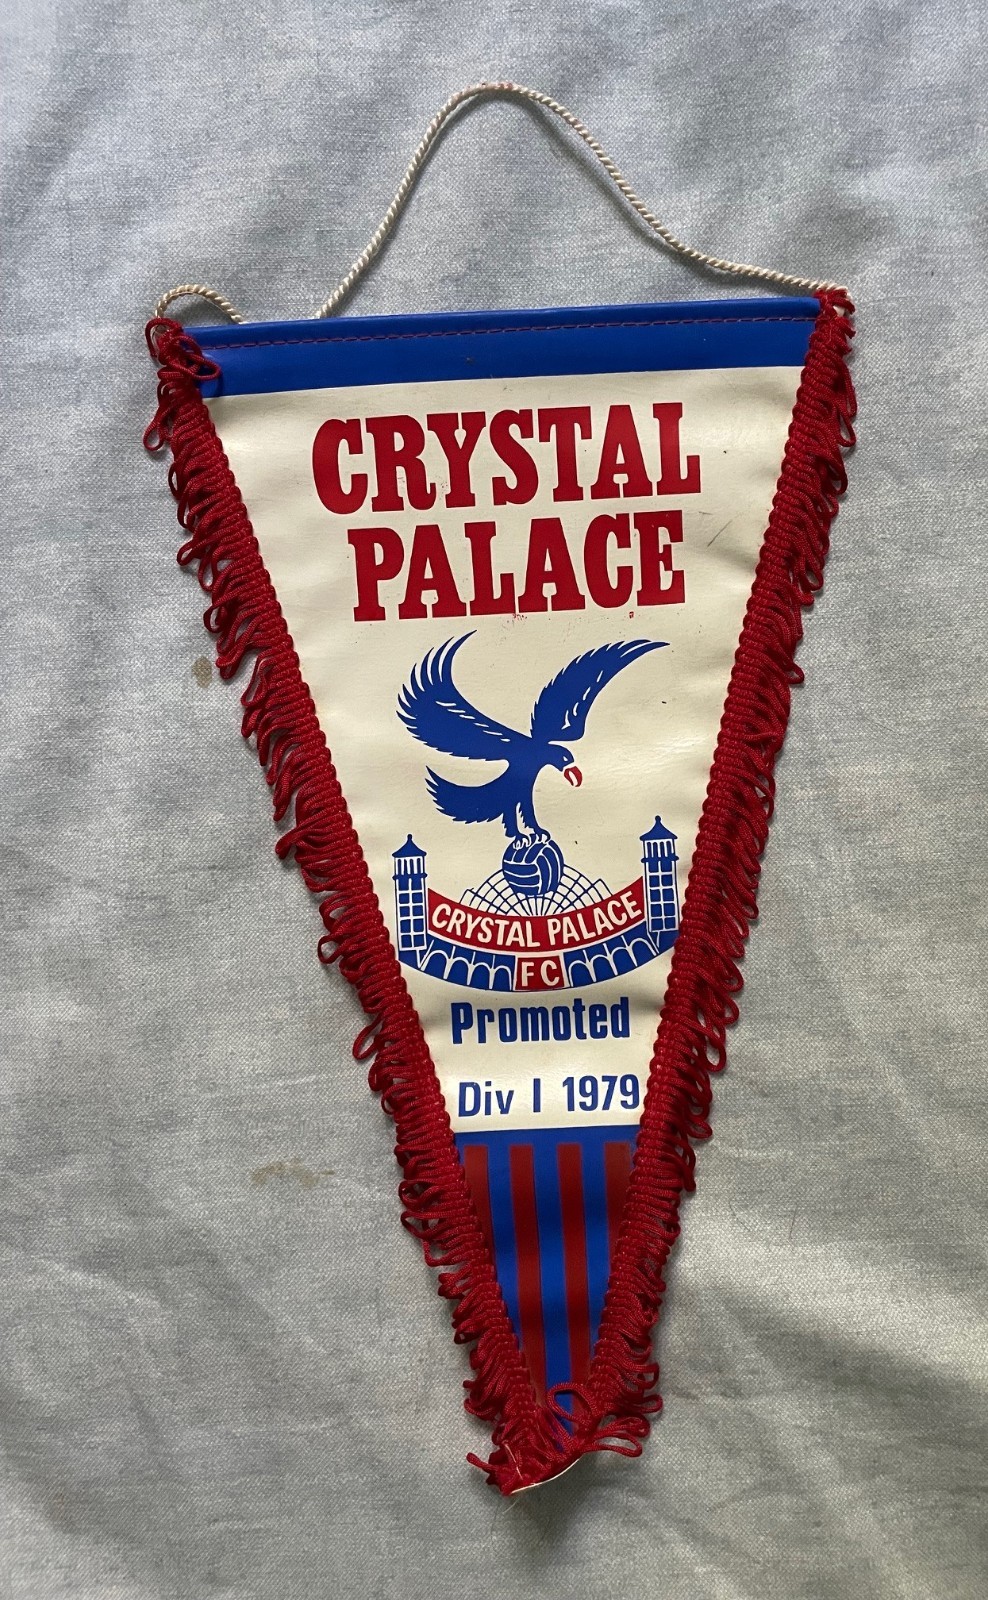 CRYSTAL
PALACE
CRYSTAL PALACE
FC
Promoted
Div I 1979